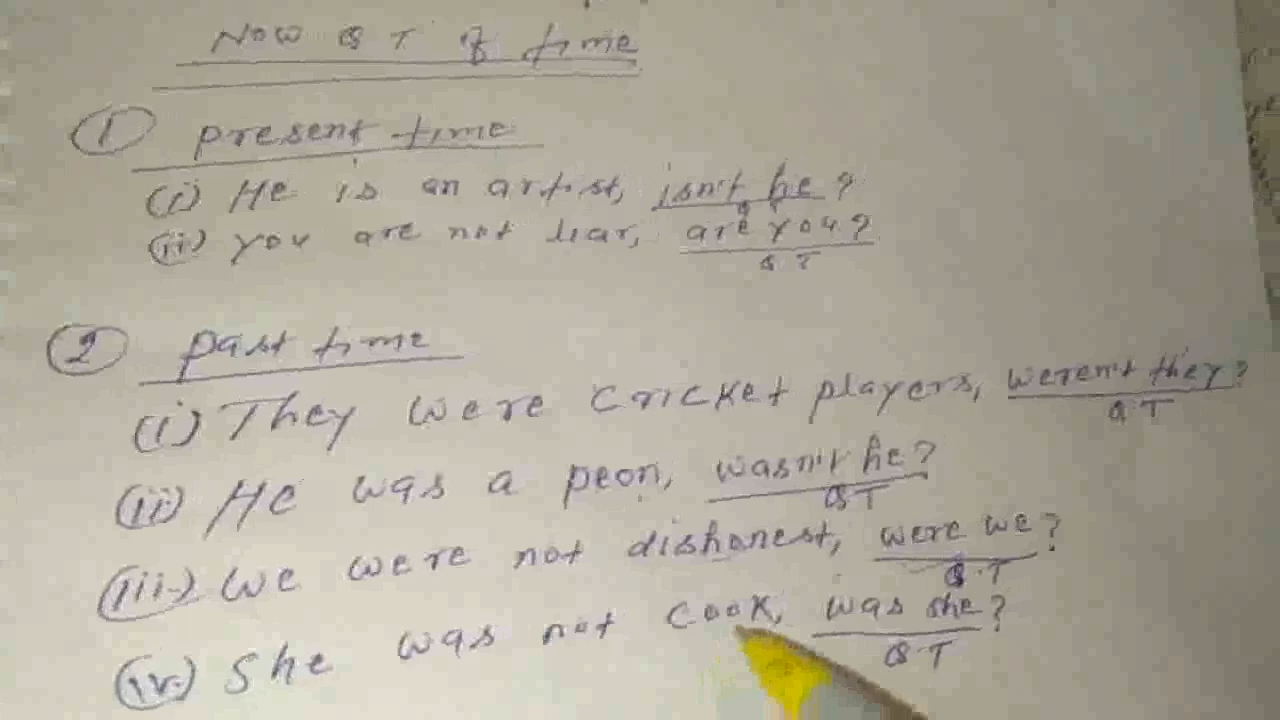 Now Q T of time
① present time
(i) He is an artist, isn't he?
Q T
(ii) you are not liar, are you?
Q T
② past time
(i) They were cricket players, weren't they?
Q.T
(ii) He was a peon, wasn't he?
QT
(iii) We were not dishonest, were we?
Q.T
(iv) She was not cook, was she?
Q.T